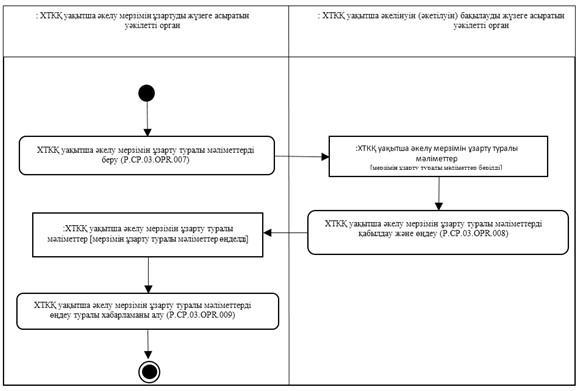 : ХТКҚ уақытша әкелу мерзімін ұзартуды жүзеге асыратын
уәкілетті орган
: ХТКҚ уақытша әкелінуін (әкетілуін) бақылауды жүзеге асыратын
уәкілетті орган
ХТКҚ уақытша әкелу мерзімін ұзарту туралы мәліметтерді
беру (P.CP.03.OPR.007)
:ХТКҚ уақытша әкелу мерзімін ұзарту туралы
мәліметтер
[мерзімін ұзарту туралы мәліметтер берілді]
ХТКҚ уақытша әкелу мерзімін ұзарту туралы мәліметтерді
қабылдау және өңдеу (P.CP.03.OPR.008)
:ХТКҚ уақытша әкелу мерзімін ұзарту туралы
мәліметтер [мерзімін ұзарту туралы мәліметтер өңделді]
ХТКҚ уақытша әкелу мерзімін ұзарту туралы мәліметтерді
өңдеу туралы хабарламаны алу (P.CP.03.OPR.009)